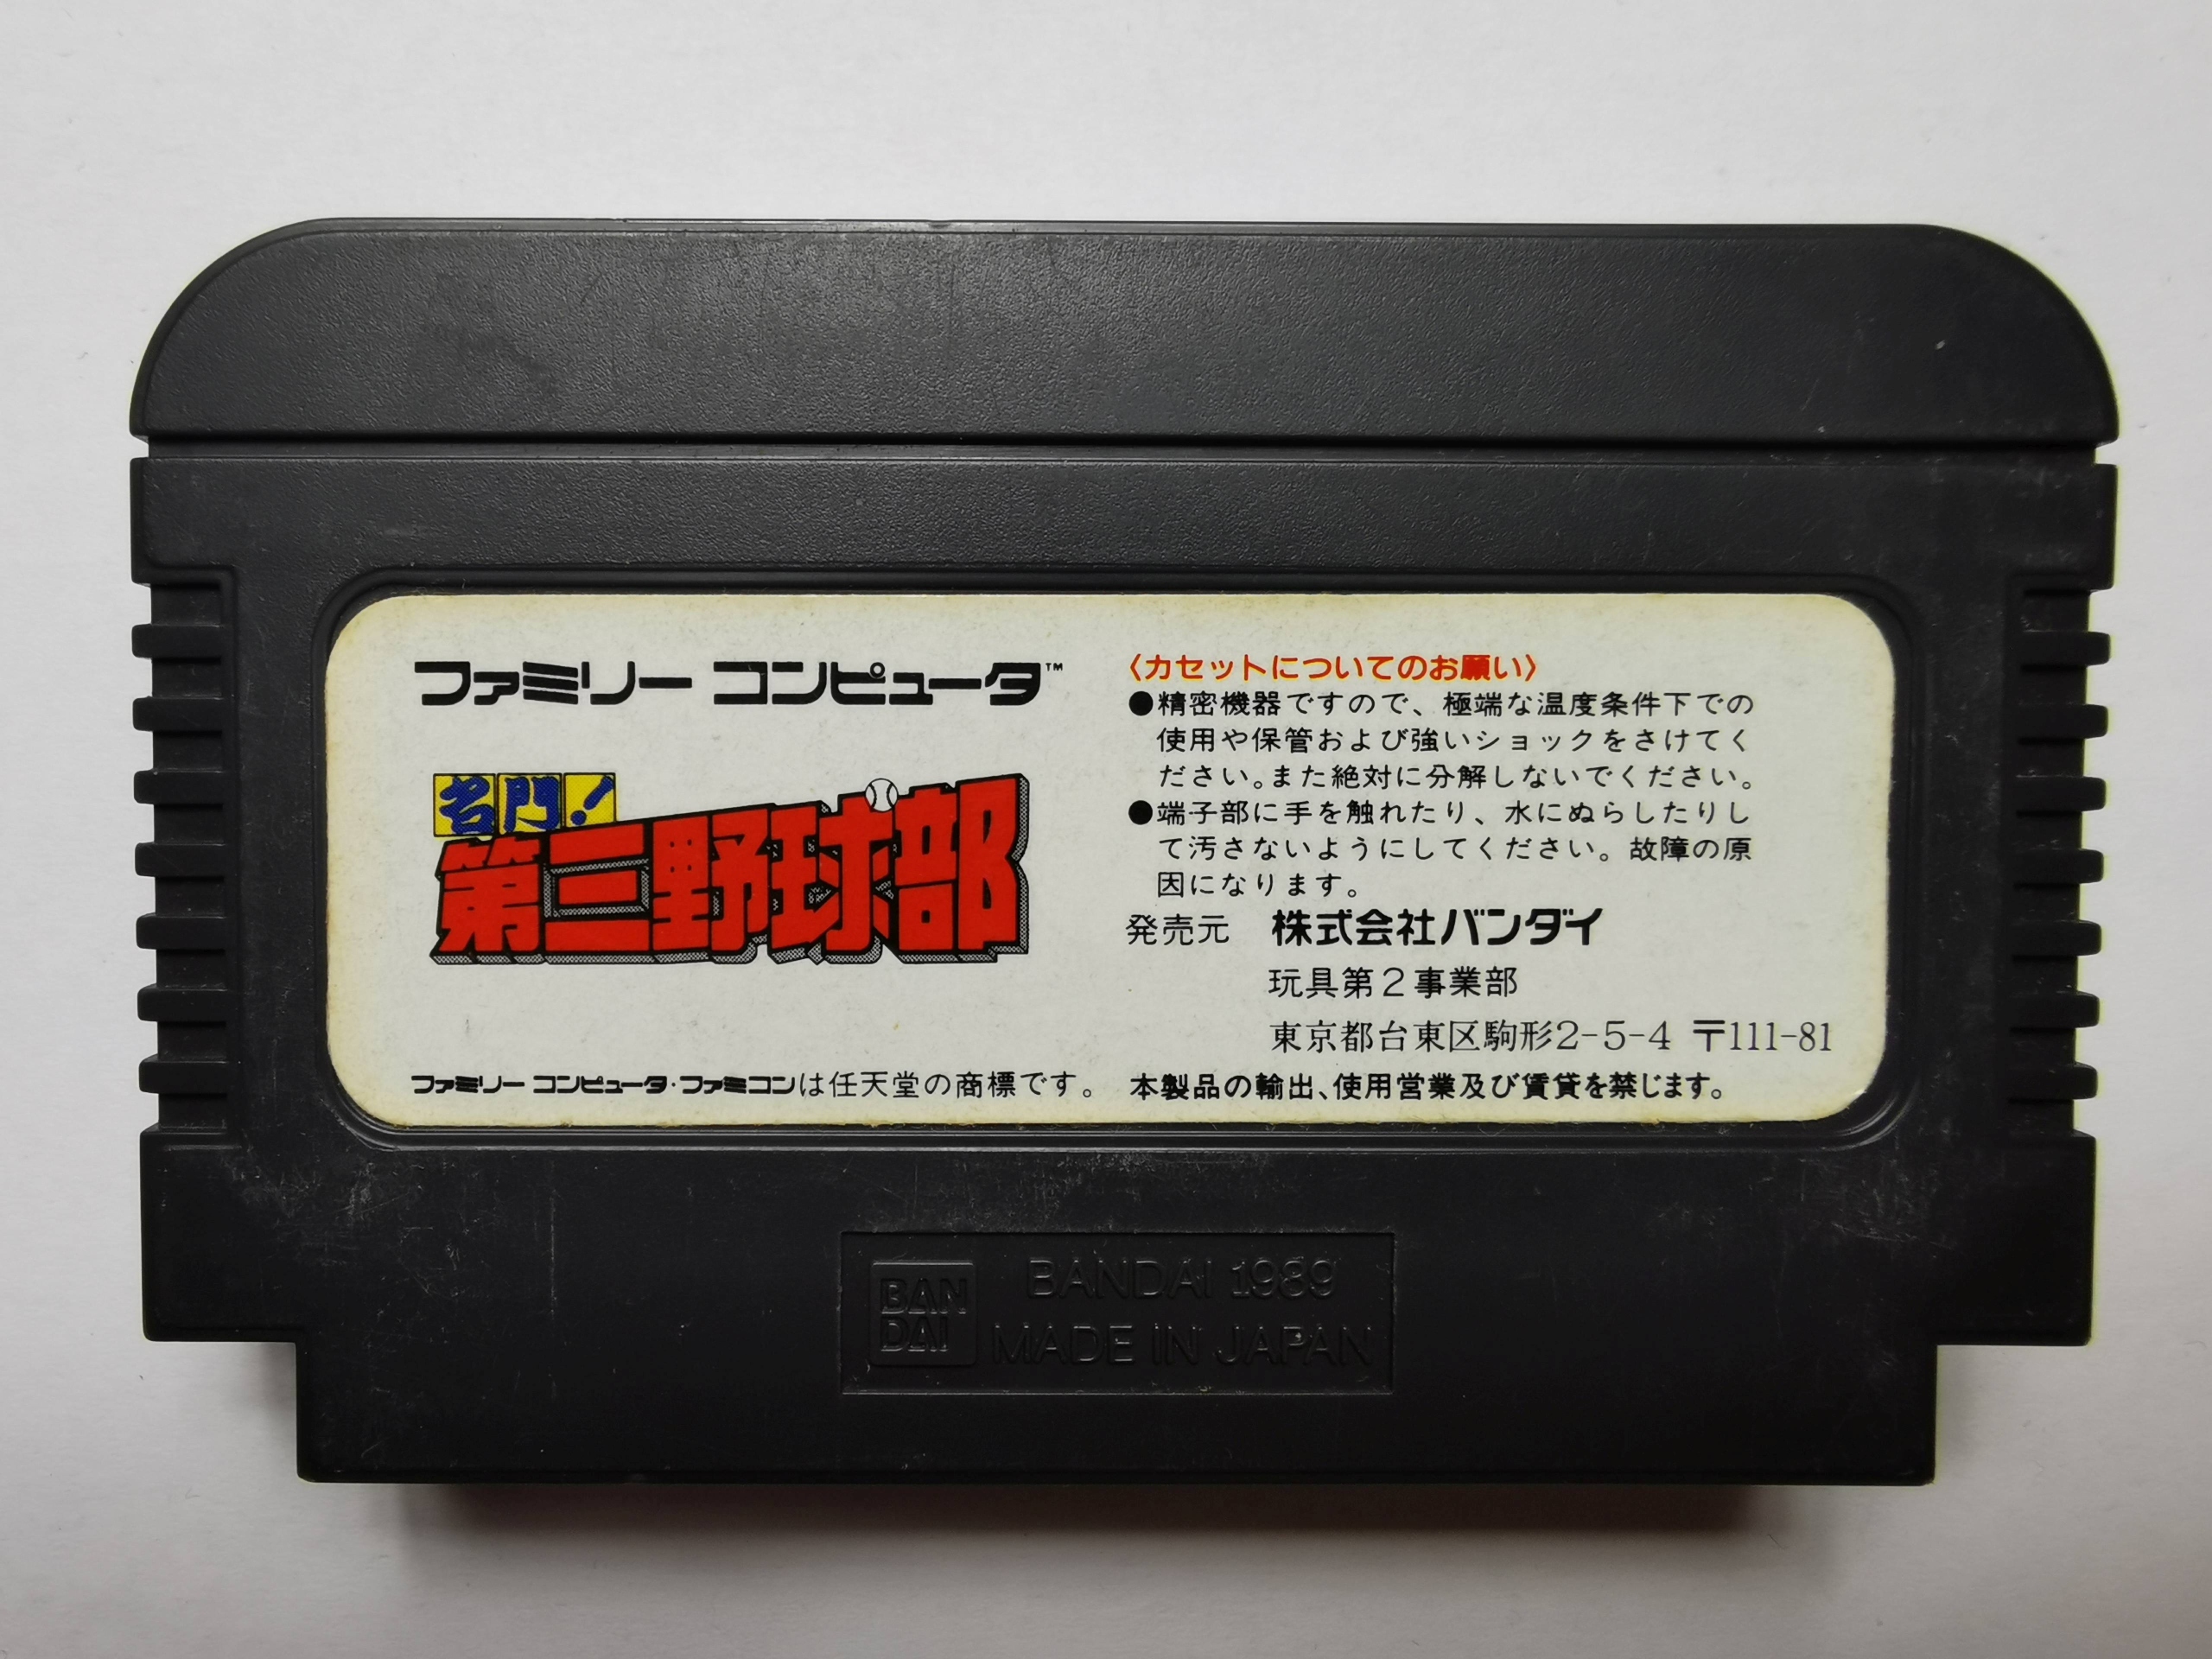 ファミリー コンピュータ™
名門!
第三野球部
〈カセットについてのお願い〉
●精密機器ですので、極端な温度条件下での
使用や保管および強いショックをさけてく
ださい。また絶対に分解しないでください。
●端子部に手を触れたり、水にぬらしたりし
て汚さないようにしてください。故障の原
因になります。
発売元 株式会社バンダイ
玩具第2事業部
東京都台東区駒形2-5-4 〒111-81
ファミリー コンピュータ・ファミコンは任天堂の商標です。
本製品の輸出、使用営業及び賃貸を禁じます。
BAN
DAI
BANDAI 1989
MADE IN JAPAN